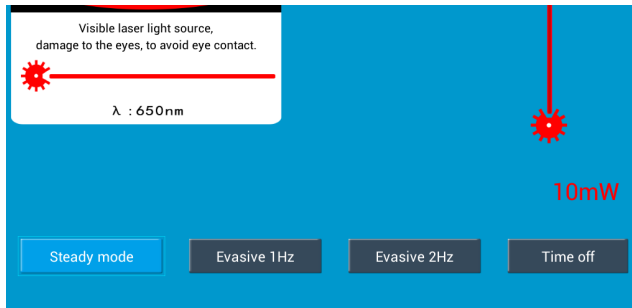 Visible laser light source,
damage to the eyes, to avoid eye contact.
λ :650nm
10mW
Steady mode
Evasive 1Hz
Evasive 2Hz
Time off